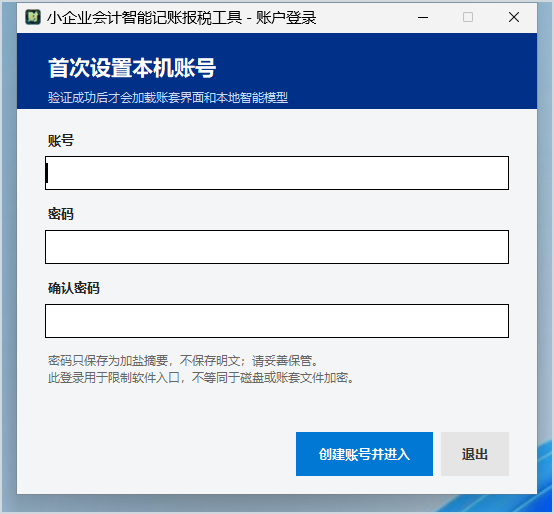 财 小企业会计智能记账报税工具 - 账户登录
首次设置本机账号
验证成功后才会加载账套界面和本地智能模型
账号
密码
确认密码
密码只保存为加盐摘要，不保存明文；请妥善保管。
此登录用于限制软件入口，不等同于磁盘或账套文件加密。
创建账号并进入 退出